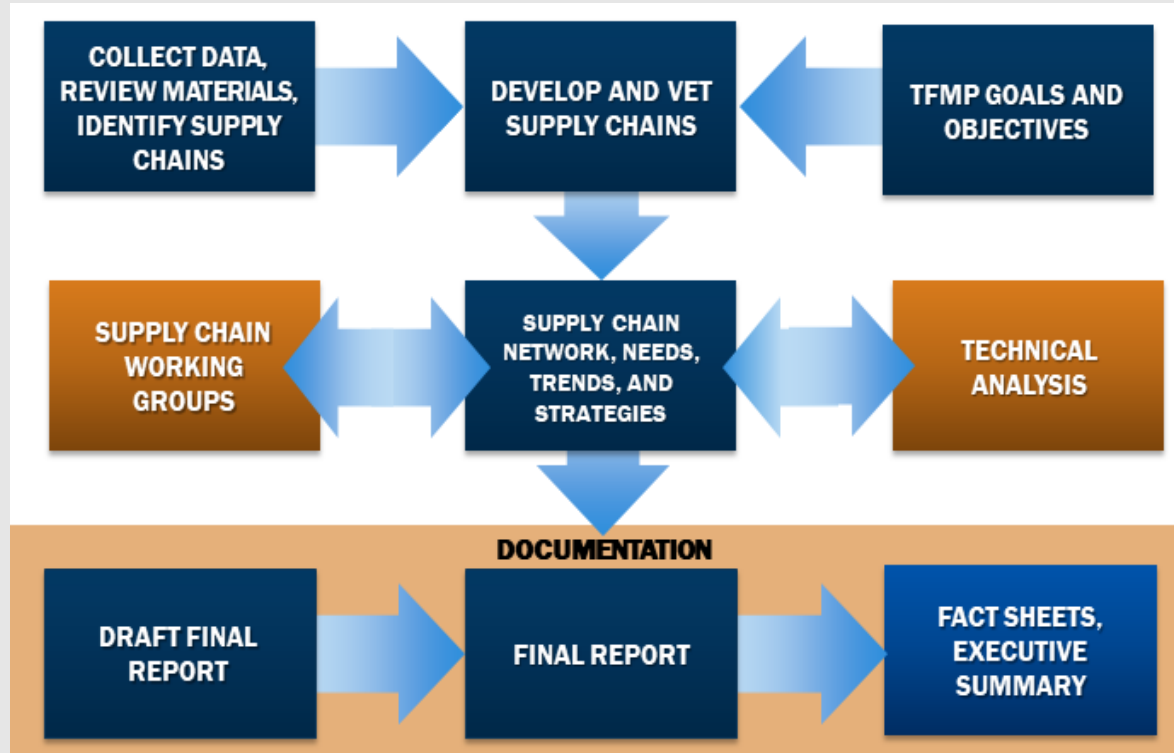 COLLECT DATA,
REVIEW MATERIALS,
IDENTIFY SUPPLY
CHAINS
DEVELOP AND VET
SUPPLY CHAINS
TFMP GOALS AND
OBJECTIVES
SUPPLY CHAIN
WORKING
GROUPS
SUPPLY CHAIN
NETWORK, NEEDS,
TRENDS, AND
STRATEGIES
TECHNICAL
ANALYSIS
DOCUMENTATION
DRAFT FINAL
REPORT
FINAL REPORT
FACT SHEETS,
EXECUTIVE
SUMMARY